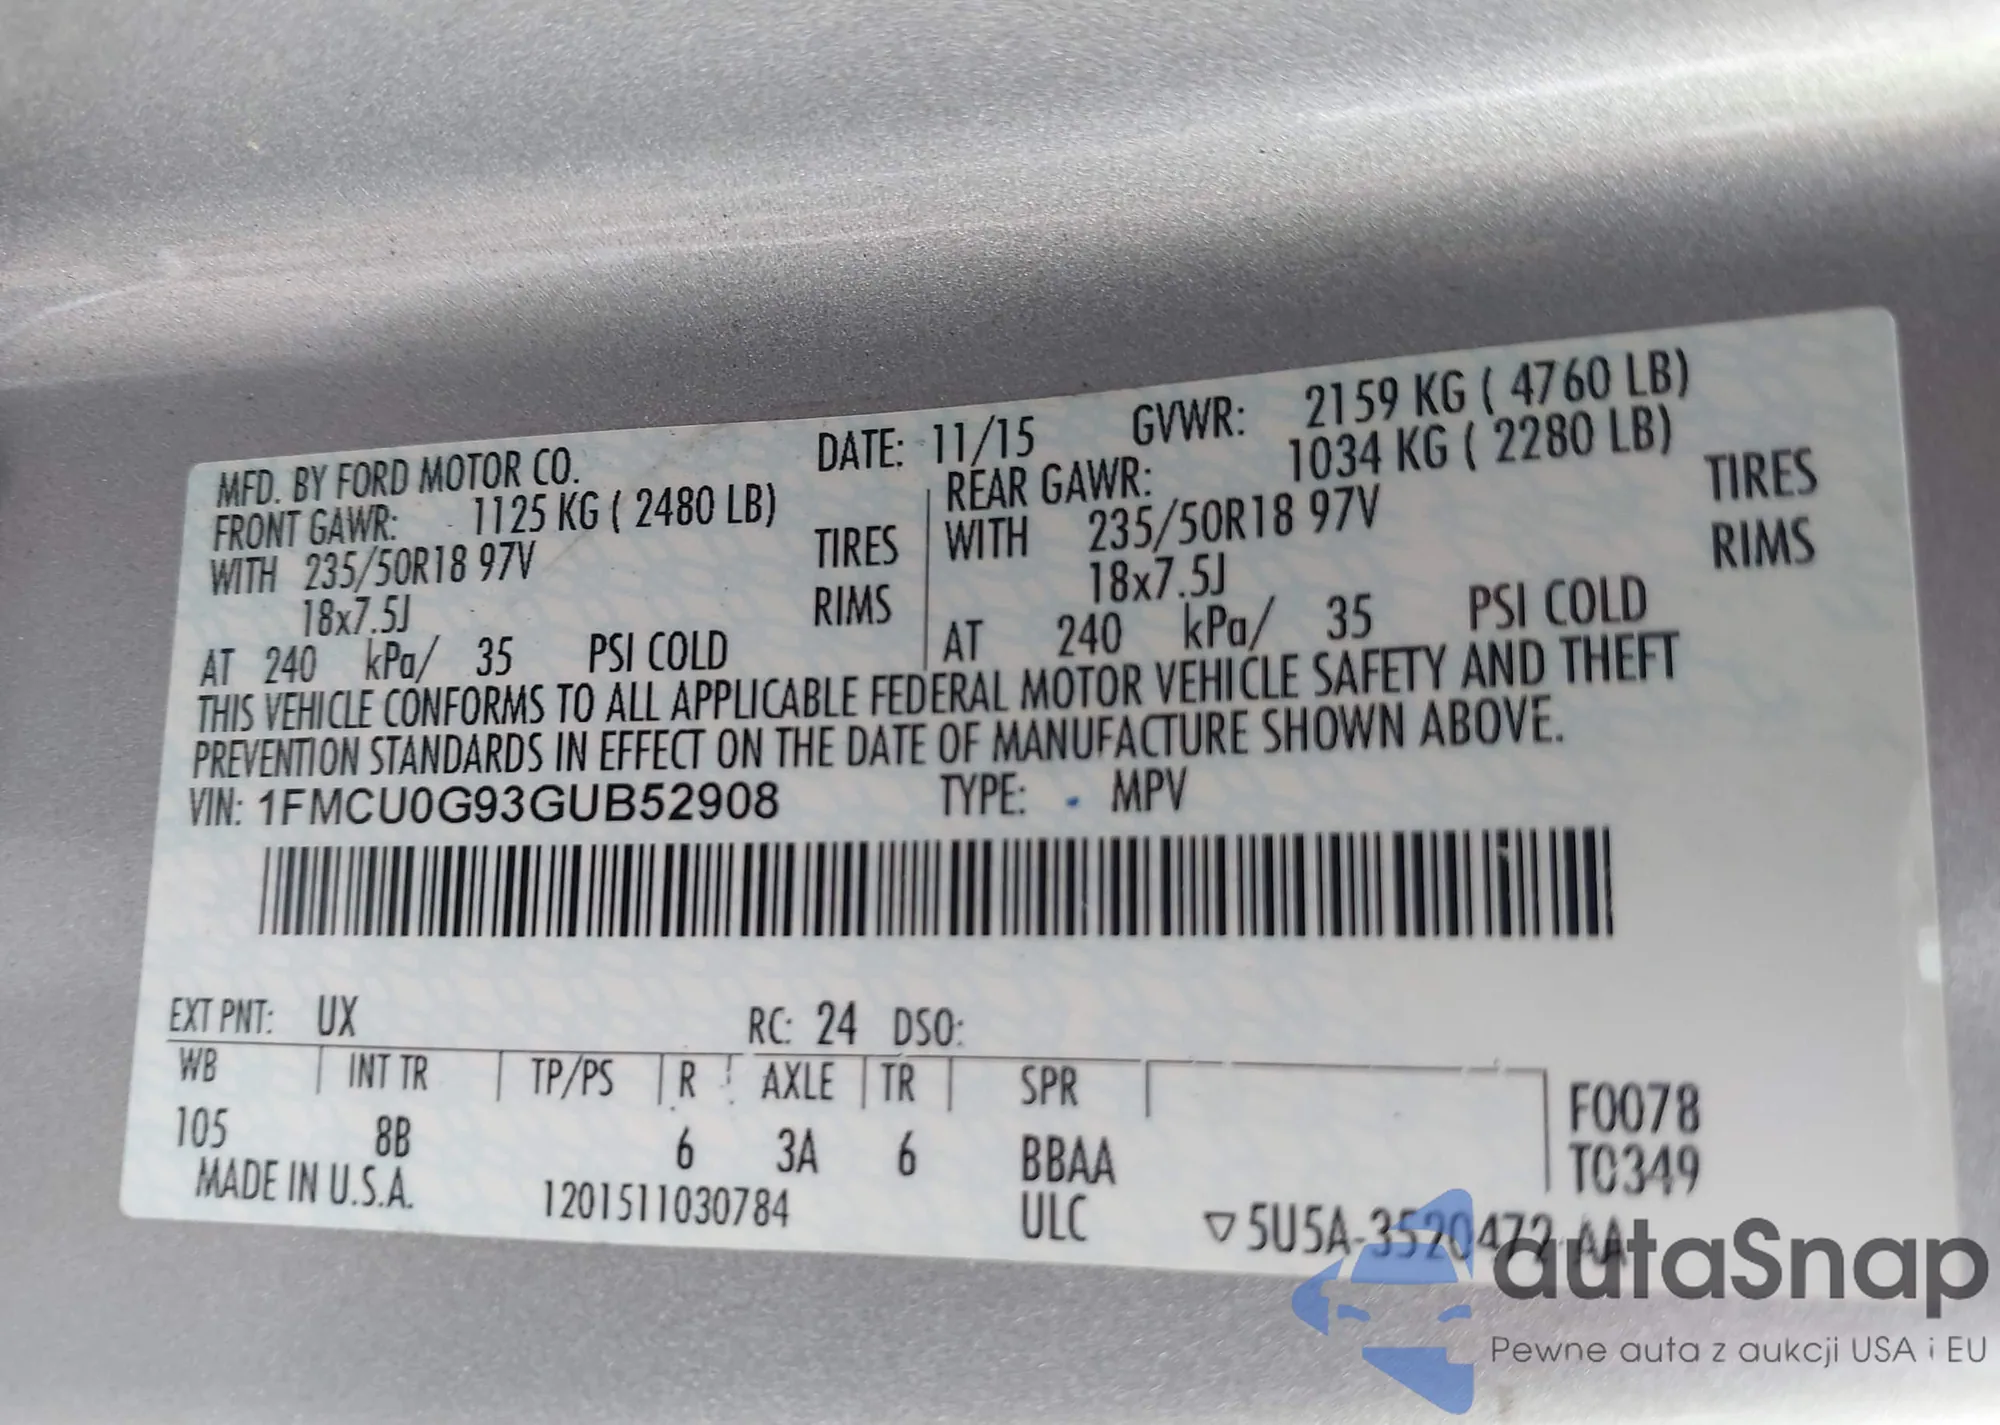 MFD. BY FORD MOTOR CO. DATE: 11/15 GVWR: 2159 KG ( 4760 LB)
FRONT GAWR: 1125 KG ( 2480 LB) REAR GAWR: 1034 KG ( 2280 LB)
WITH 235/50R18 97V TIRES WITH 235/50R18 97V TIRES
18x7.5J RIMS 18x7.5J RIMS
AT 240 kPa/ 35 PSI COLD AT 240 kPa/ 35 PSI COLD
THIS VEHICLE CONFORMS TO ALL APPLICABLE FEDERAL MOTOR VEHICLE SAFETY AND THEFT
PREVENTION STANDARDS IN EFFECT ON THE DATE OF MANUFACTURE SHOWN ABOVE.
VIN: 1FMCU0G93GUB52908 TYPE: MPV
EXT PNT: UX RC: 24 DSO:
WB INT TR TP/PS R AXLE TR SPR
F0078
105 8B 6 3A 6 BBAA T0349
MADE IN U.S.A. 1201511030784 ULC ▽5U5A-3520472-AA
autaSnap
Pewne auta z aukcji USA i EU